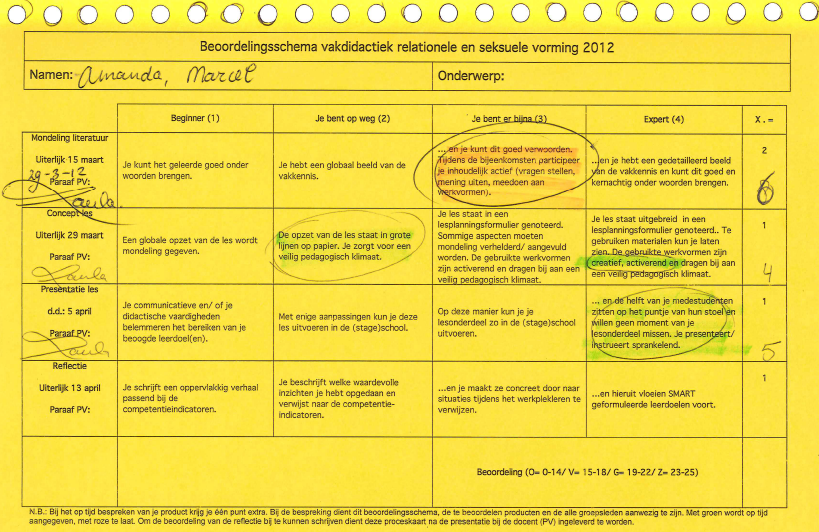 Beoordelingsschema vakdidactiek relationele en seksuele vorming 2012
Namen: Amanda, Marcel
Onderwerp:
Beginner (1)
Je bent op weg (2)
Je bent er bijna (3)
Expert (4)
X . =
Mondeling literatuur
Uiterlijk 15 maart
29-3-12
Paraaf PV:
Laula.
Je kunt het geleerde goed onder
woorden brengen.
Je hebt een globaal beeld van de
vakkennis.
...en je kunt dit goed verwoorden.
Tijdens de bijeenkomsten participeer
je inhoudelijk actief (vragen stellen,
mening uiten, meedoen aan
werkvormen).
...en je hebt een gedetailleerd beeld
van de vakkennis en kunt dit goed en
kernachtig onder woorden brengen.
2
6
Concept les
Uiterlijk 29 maart
Paraaf PV:
Laula
Een globale opzet van de les wordt
mondeling gegeven.
De opzet van de les staat in grote
lijnen op papier. Je zorgt voor een
veilig pedagogisch klimaat.
Je les staat in een
lesplanningsformulier genoteerd.
Sommige aspecten moeten
mondeling verhelderd/ aangevuld
worden. De gebruikte werkvormen
zijn activerend en dragen bij aan een
veilig pedagogisch klimaat.
Je les staat uitgebreid in een
lesplanningsformulier genoteerd.. Te
gebruiken materialen kun je laten
zien. De gebruikte werkvormen zijn
creatief, activerend en dragen bij aan
een veilig pedagogisch klimaat.
1
4
Presentatie les
d.d.: 5 april
Paraaf PV:
Laula
Je communicatieve en/ of je
didactische vaardigheden
belemmeren het bereiken van je
beoogde leerdoel(en).
Met enige aanpassingen kun je deze
les uitvoeren in de (stage)school.
Op deze manier kun je je
lesonderdeel zo in de (stage)school
uitvoeren.
... en de helft van je medestudenten
zitten op het puntje van hun stoel en
willen geen moment van je
lesonderdeel missen. Je presenteert/
instrueert sprankelend.
1
5
Reflectie
Uiterlijk 13 april
Paraaf PV:
Je schrijft een oppervlakkig verhaal
passend bij de
competentieindicatoren.
Je beschrijft welke waardevolle
inzichten je hebt opgedaan en
verwijst naar de competentie-
indicatoren.
...en je maakt ze concreet door naar
situaties tijdens het werkplekleren te
verwijzen.
...en hieruit vloeien SMART
geformuleerde leerdoelen voort.
1
Beoordeling (O= 0-14/ V= 15-18/ G= 19-22/ Z= 23-25)
N.B.: Bij het op tijd bespreken van je product krijg je één punt extra. Bij de bespreking dient dit beoordelingsschema, de te beoordelen producten en de alle groepsleden aanwezig te zijn. Met groen wordt op tijd
aangegeven, met roze te laat. Om de beoordeling van de reflectie bij te kunnen schrijven dient deze proceskaart na de presentatie bij de docent (PV) ingeleverd te worden.